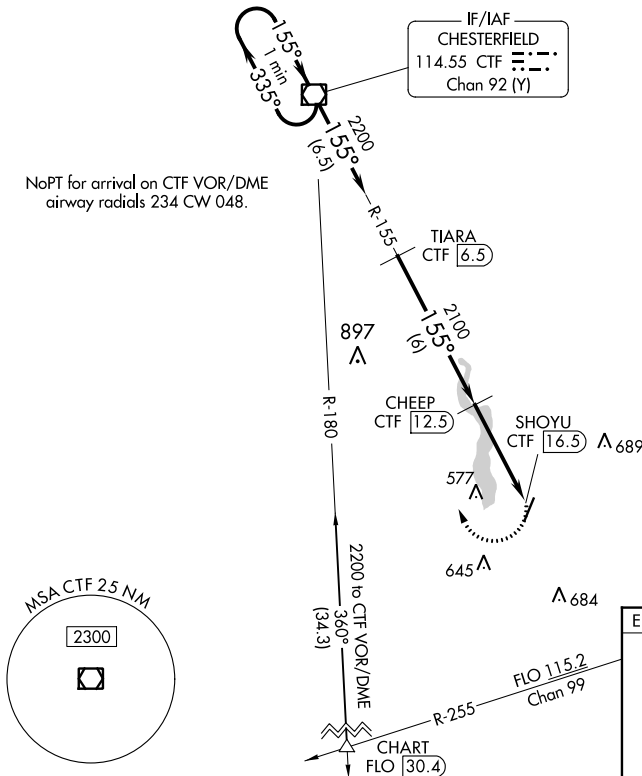 IF/IAF
CHESTERFIELD
114.55 CTF
Chan 92 (Y)
155°
1 min
335°
2200
155°
(6.5)
NoPT for arrival on CTF VOR/DME
airway radials 234 CW 048.
R-155
TIARA
CTF 6.5
2100
155°
(6)
897
CHEEP
CTF 12.5
SHOYU
CTF 16.5
689
R-180
577
645
684
2200 to CTF VOR/DME
360°
(34.3)
MSA CTF 25 NM
2300
E
FLO 115.2
Chan 99
R-255
CHART
FLO 30.4